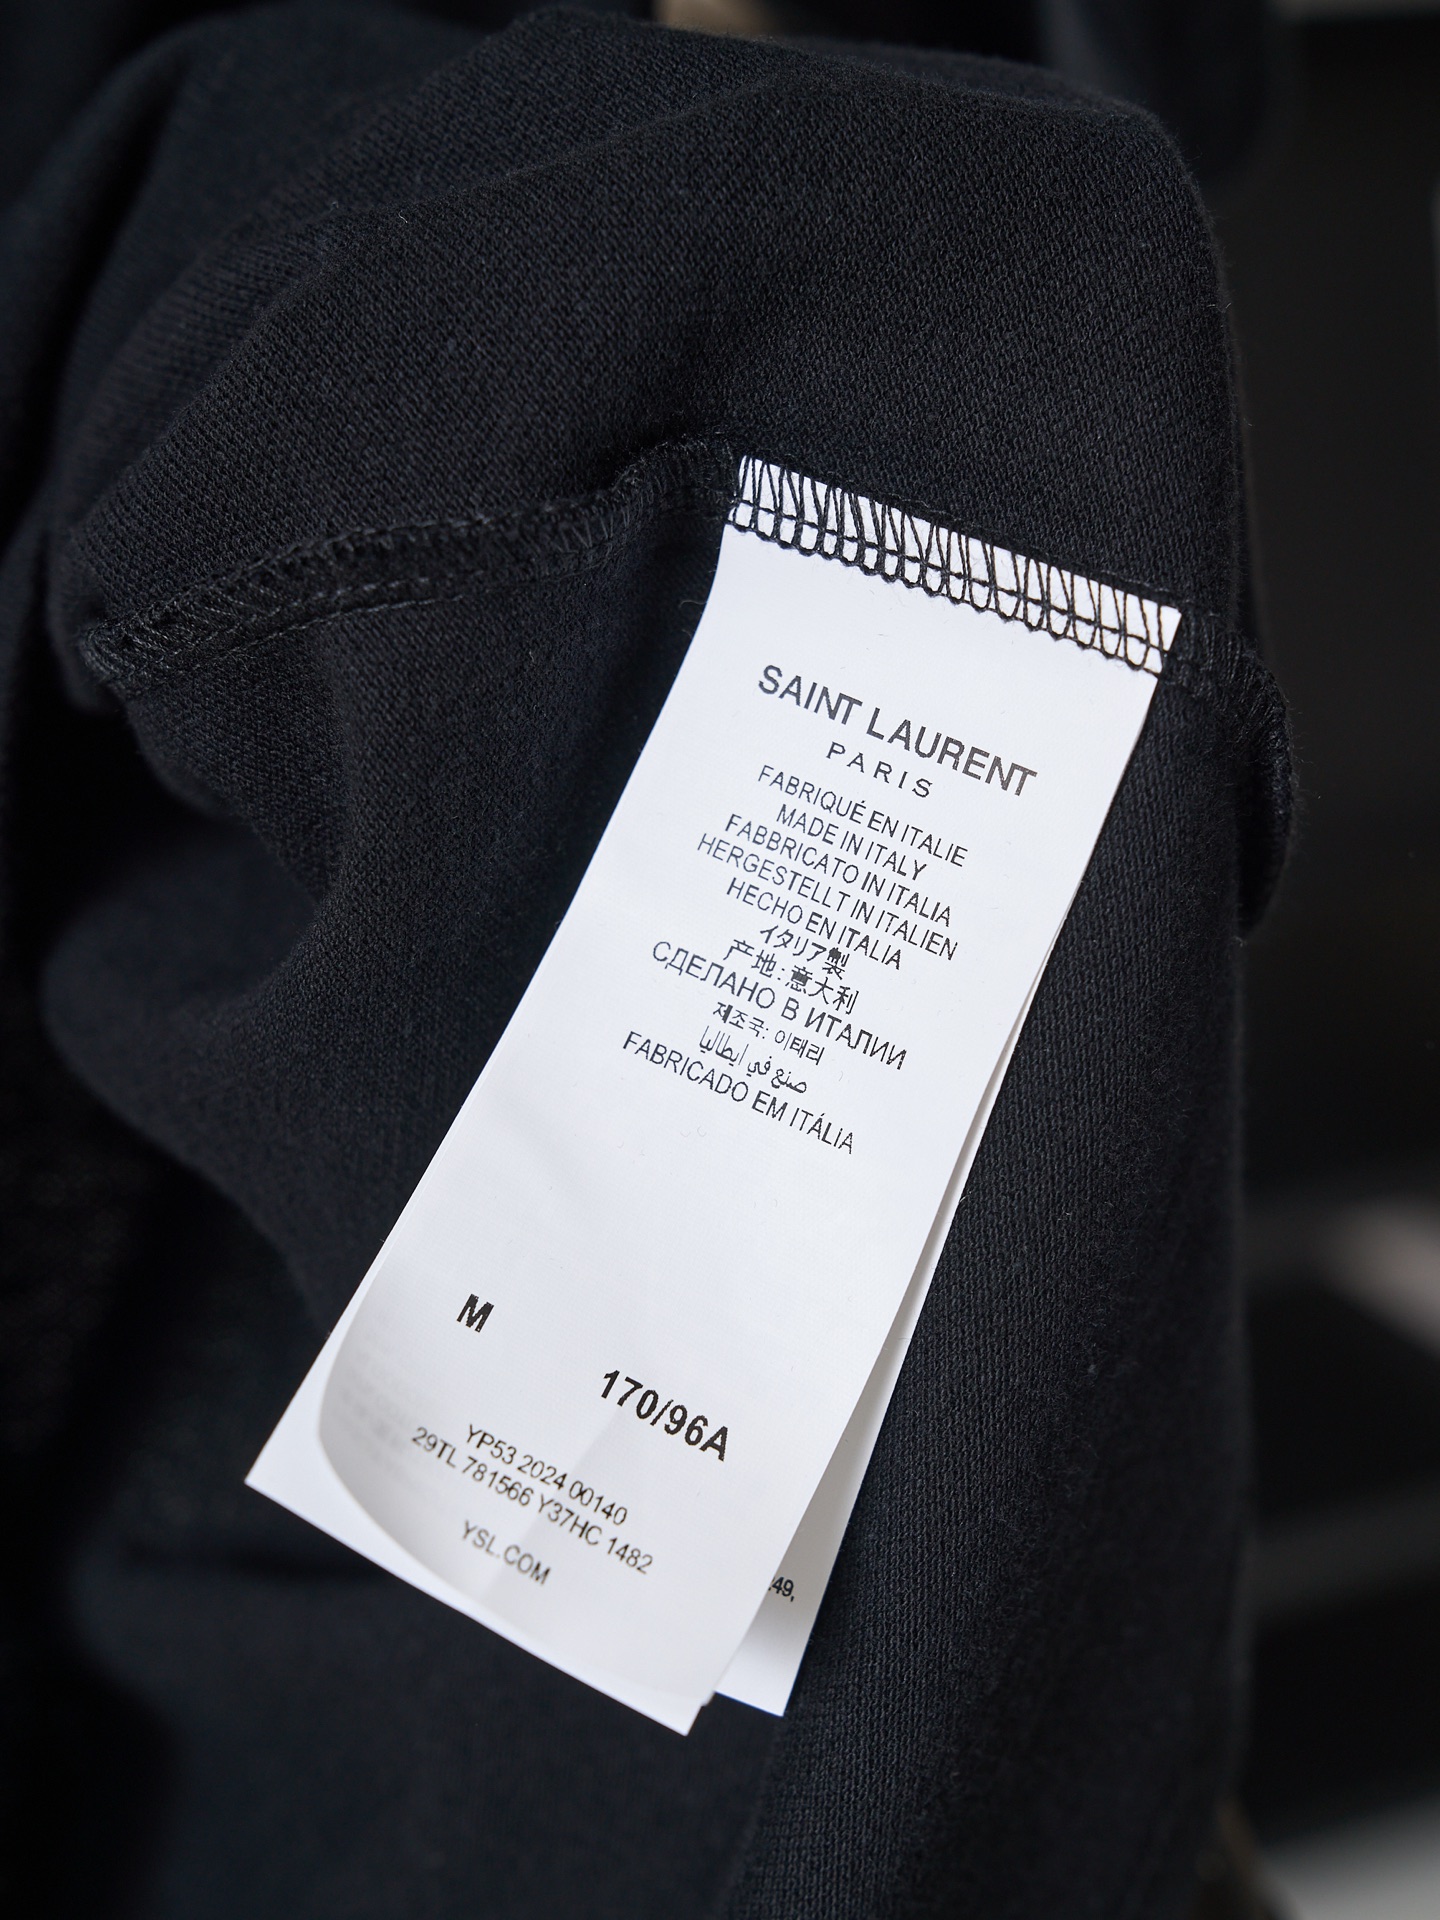 SAINT LAURENT
PARIS
FABRIQUÉ EN ITALIE
MADE IN ITALY
FABBRICATO IN ITALIA
HERGESTELLT IN ITALIEN
HECHO EN ITALIA
イタリア製
产地:意大利
СДЕЛАНО В ИТАЛИИ
제조국: 이태리
صنع في ايطاليا
FABRICADO EM ITÁLIA
M
170/96A
YP53 2024 00140
29TL 781566 Y37HC 1482
YSL.COM
49,